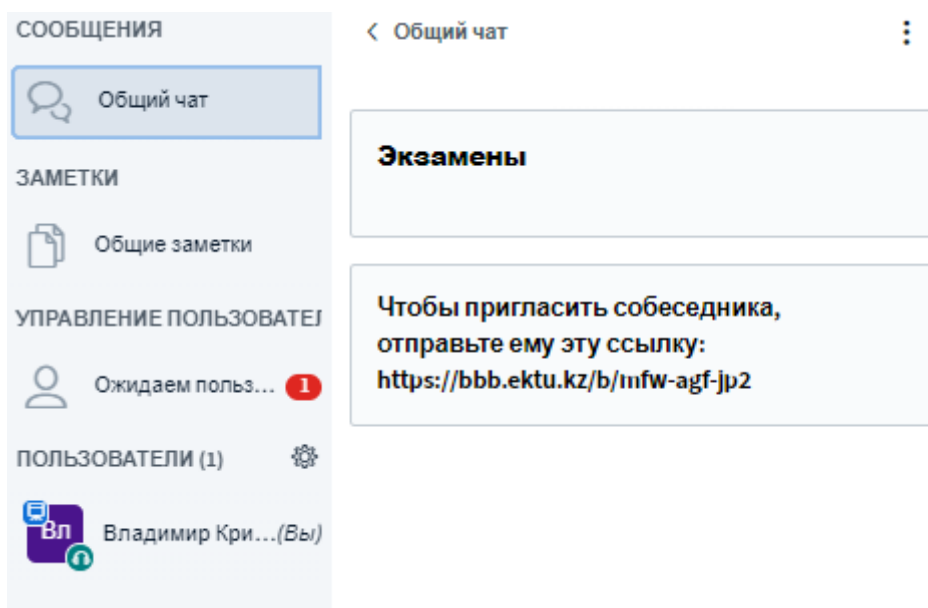 СООБЩЕНИЯ
Общий чат
ЗАМЕТКИ
Общие заметки
УПРАВЛЕНИЕ ПОЛЬЗОВАТЕЛ
Ожидаем польз... 1
ПОЛЬЗОВАТЕЛИ (1)
Вл
Владимир Кри...(Вы)
Общий чат
Экзамены
Чтобы пригласить собеседника,
отправьте ему эту ссылку:
https://bbb.ektu.kz/b/mfw-agf-jp2